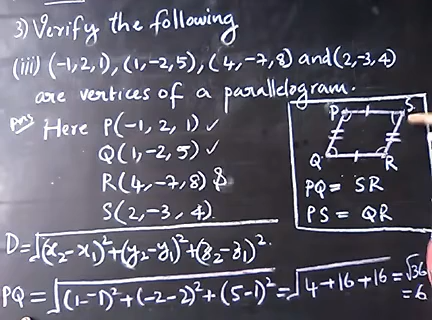 3) Verify the following
(iii) (-1,2,1), (1,-2,5), (4,-7,8) and (2,-3,4)
are vertices of a parallelogram.
Ans Here P(-1, 2, 1) ✓
Q(1,-2,5) ✓
R(4,-7,8) 8
S(2,-3,4).
P S
Q R
PQ = SR
PS = QR
D=√(x₂-x₁)²+(y₂-y₁)²+(z₂-z₁)².
PQ = √(1--1)²+(-2-2)²+(5-1)² = √4+16+16 = √36
=6